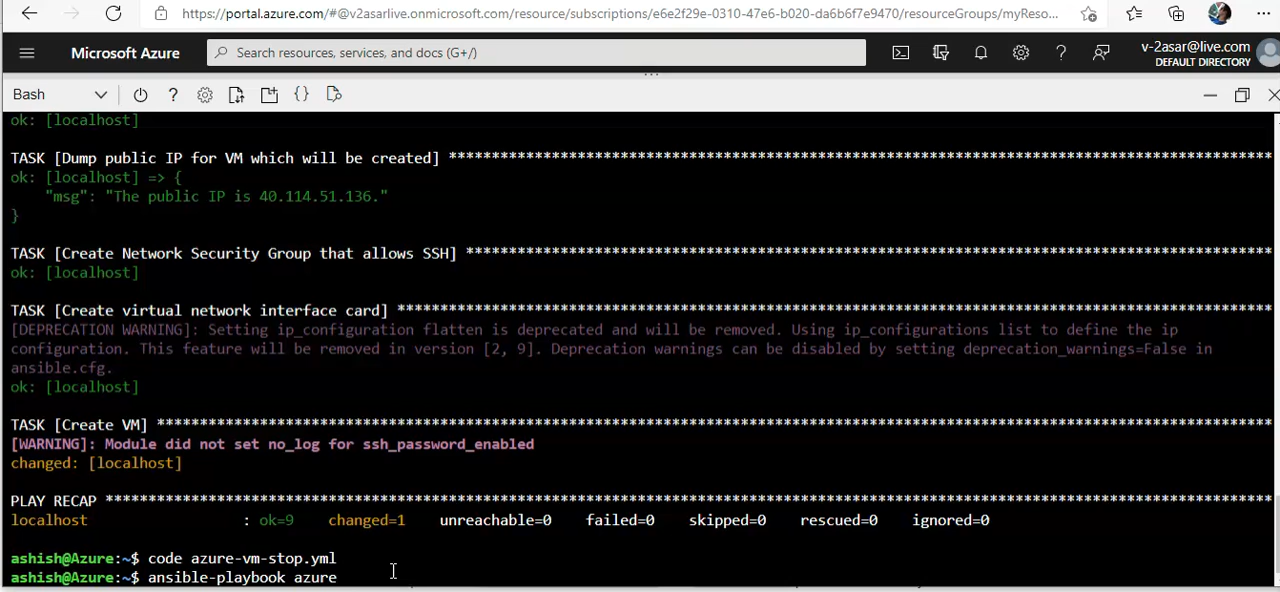 https://portal.azure.com/#@v2asarlive.onmicrosoft.com/resource/subscriptions/e6e2f29e-0310-47e6-b020-da6b6f7e9470/resourceGroups/myReso...
Microsoft Azure
Search resources, services, and docs (G+/)
v-2asar@live.com
DEFAULT DIRECTORY
Bash
ok: [localhost]
TASK [Dump public IP for VM which will be created] ************************************************************************************************
ok: [localhost] => {
"msg": "The public IP is 40.114.51.136."
}
TASK [Create Network Security Group that allows SSH] **********************************************************************************************
ok: [localhost]
TASK [Create virtual network interface card] ******************************************************************************************************
[DEPRECATION WARNING]: Setting ip_configuration flatten is deprecated and will be removed. Using ip_configurations list to define the ip
configuration. This feature will be removed in version [2, 9]. Deprecation warnings can be disabled by setting deprecation_warnings=False in
ansible.cfg.
ok: [localhost]
TASK [Create VM] **********************************************************************************************************************************
[WARNING]: Module did not set no_log for ssh_password_enabled
changed: [localhost]
PLAY RECAP ****************************************************************************************************************************************
localhost : ok=9 changed=1 unreachable=0 failed=0 skipped=0 rescued=0 ignored=0
ashish@Azure:~$ code azure-vm-stop.yml
ashish@Azure:~$ ansible-playbook azure